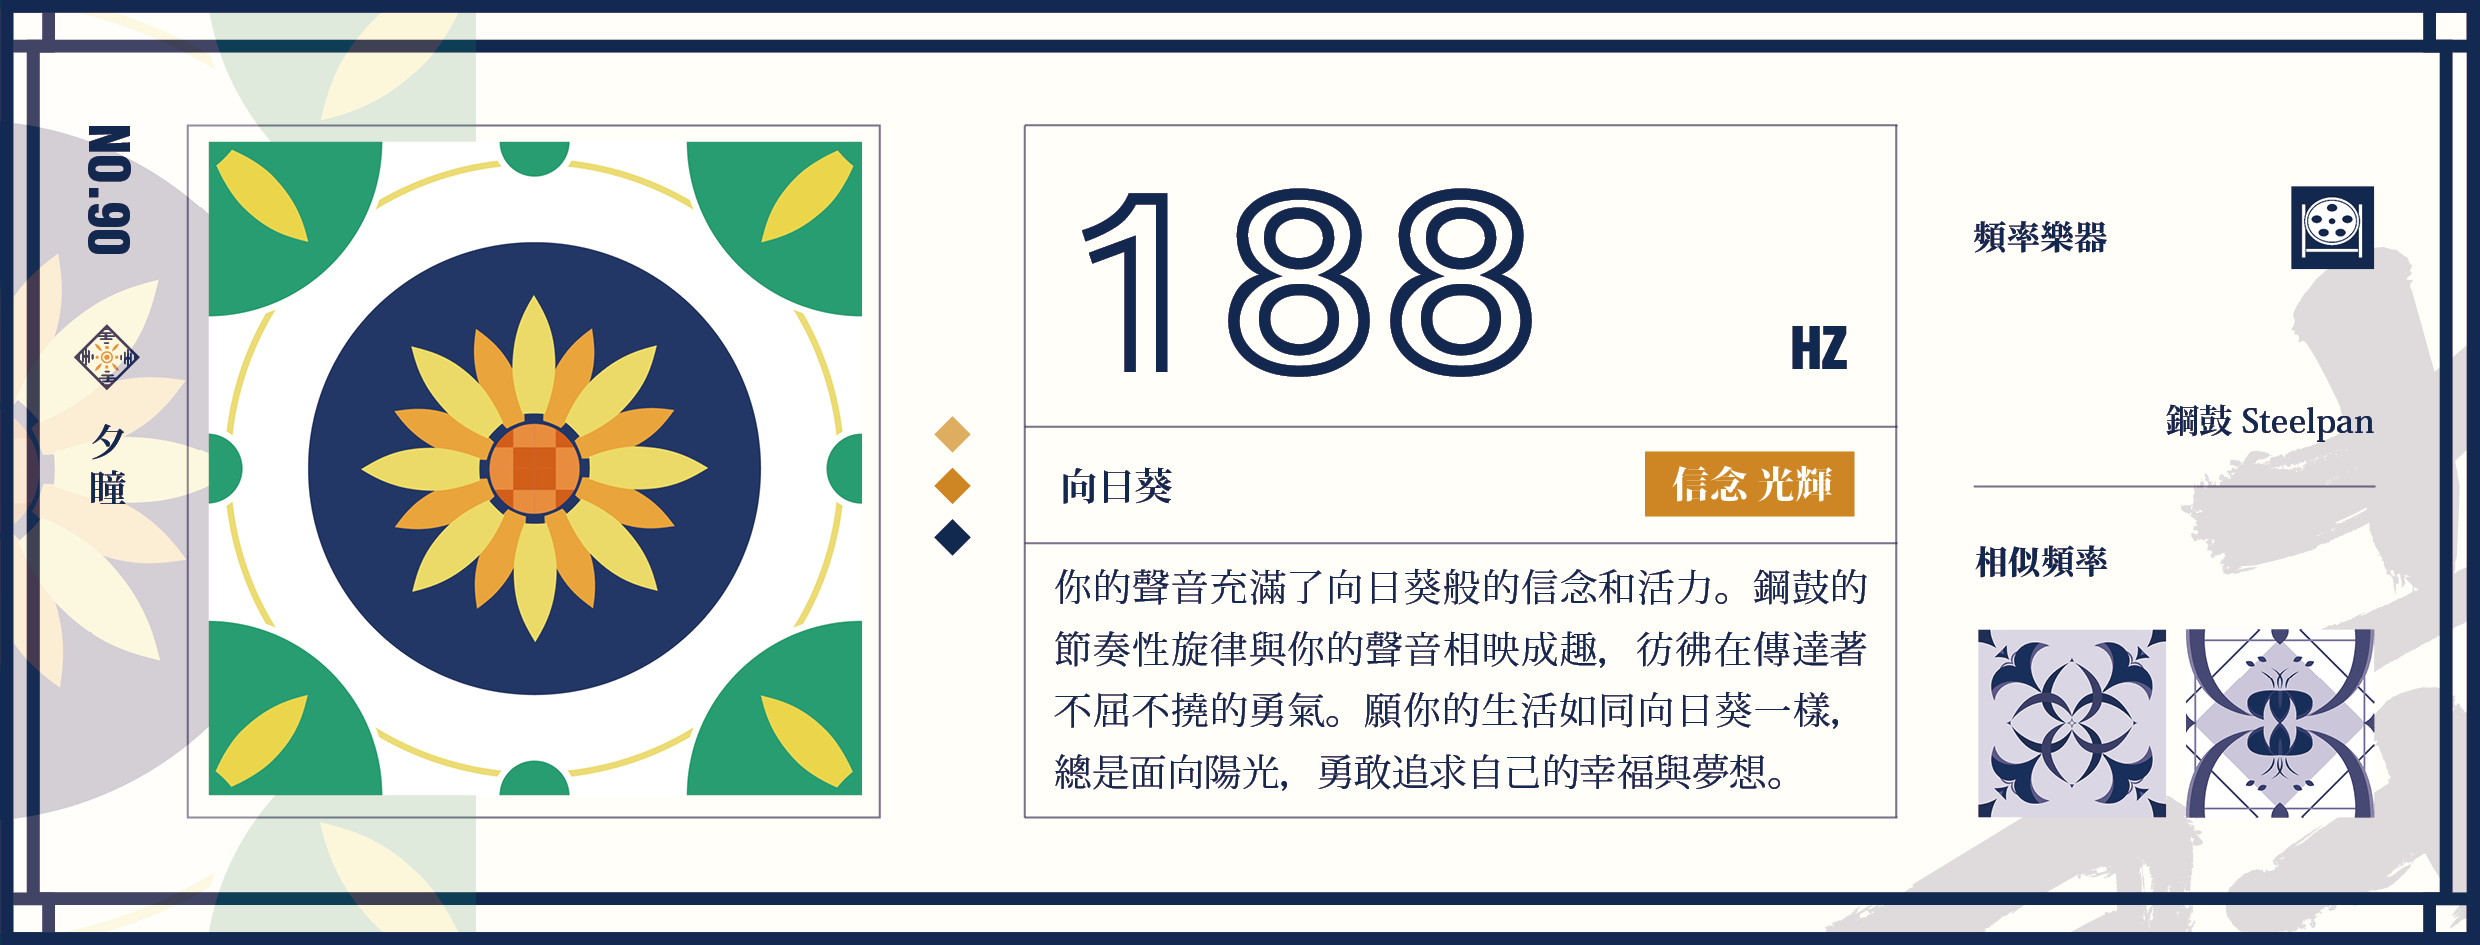 NO.90
夕瞳
188
HZ
向日葵
信念 光輝
你的聲音充滿了向日葵般的信念和活力。鋼鼓的
節奏性旋律與你的聲音相映成趣，彷彿在傳達著
不屈不撓的勇氣。願你的生活如同向日葵一樣，
總是面向陽光，勇敢追求自己的幸福與夢想。
頻率樂器
鋼鼓 Steelpan
相似頻率